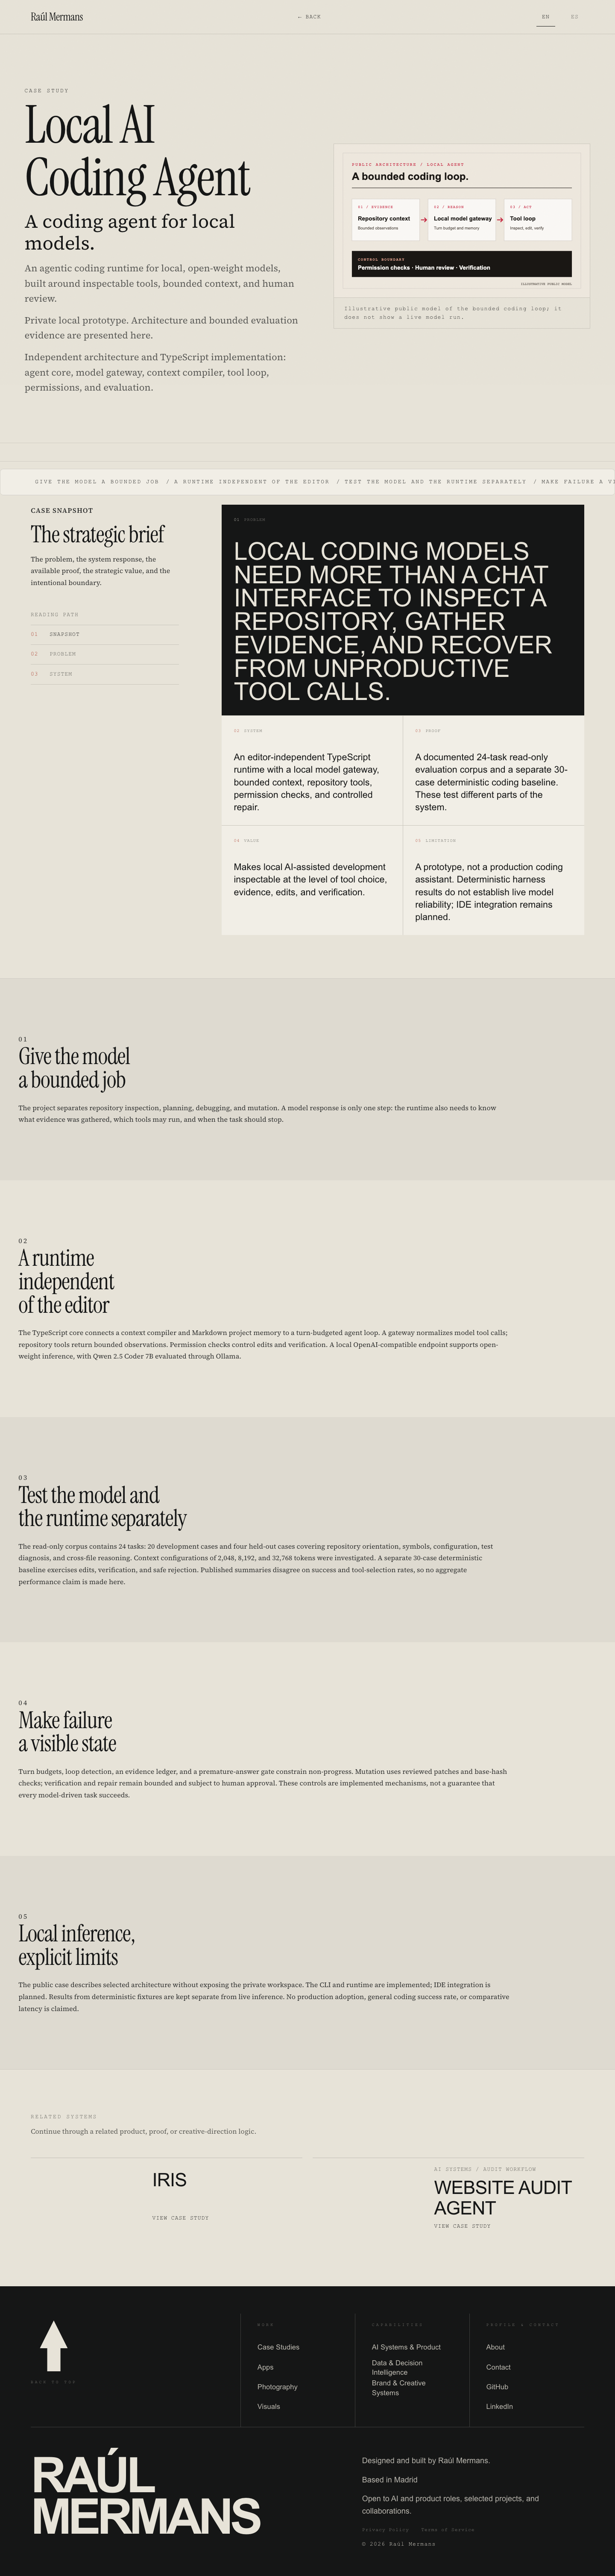 Raúl Mermans
← BACK
EN
ES
CASE STUDY
Local AI
Coding Agent
A coding agent for local
models.
An agentic coding runtime for local, open-weight models,
built around inspectable tools, bounded context, and human
review.
Private local prototype. Architecture and bounded evaluation
evidence are presented here.
Independent architecture and TypeScript implementation:
agent core, model gateway, context compiler, tool loop,
permissions, and evaluation.
PUBLIC ARCHITECTURE / LOCAL AGENT
A bounded coding loop.
01 / EVIDENCE
Repository context
Bounded observations
02 / REASON
Local model gateway
Turn budget and memory
03 / ACT
Tool loop
Inspect, edit, verify
CONTROL BOUNDARY
Permission checks · Human review · Verification
ILLUSTRATIVE PUBLIC MODEL
Illustrative public model of the bounded coding loop; it
does not show a live model run.
GIVE THE MODEL A BOUNDED JOB / A RUNTIME INDEPENDENT OF THE EDITOR / TEST THE MODEL AND THE RUNTIME SEPARATELY / MAKE FAILURE A VI
CASE SNAPSHOT
The strategic brief
The problem, the system response, the
available proof, the strategic value, and the
intentional boundary.
READING PATH
01 SNAPSHOT
02 PROBLEM
03 SYSTEM
01 PROBLEM
LOCAL CODING MODELS
NEED MORE THAN A CHAT
INTERFACE TO INSPECT A
REPOSITORY, GATHER
EVIDENCE, AND RECOVER
FROM UNPRODUCTIVE
TOOL CALLS.
02 SYSTEM
An editor-independent TypeScript
runtime with a local model gateway,
bounded context, repository tools,
permission checks, and controlled
repair.
03 PROOF
A documented 24-task read-only
evaluation corpus and a separate 30-
case deterministic coding baseline.
These test different parts of the
system.
04 VALUE
Makes local AI-assisted development
inspectable at the level of tool choice,
evidence, edits, and verification.
05 LIMITATION
A prototype, not a production coding
assistant. Deterministic harness
results do not establish live model
reliability; IDE integration remains
planned.
01
Give the model
a bounded job
The project separates repository inspection, planning, debugging, and mutation. A model response is only one step: the runtime also needs to know
what evidence was gathered, which tools may run, and when the task should stop.
02
A runtime
independent
of the editor
The TypeScript core connects a context compiler and Markdown project memory to a turn-budgeted agent loop. A gateway normalizes model tool calls;
repository tools return bounded observations. Permission checks control edits and verification. A local OpenAI-compatible endpoint supports open-
weight inference, with Qwen 2.5 Coder 7B evaluated through Ollama.
03
Test the model and
the runtime separately
The read-only corpus contains 24 tasks: 20 development cases and four held-out cases covering repository orientation, symbols, configuration, test
diagnosis, and cross-file reasoning. Context configurations of 2,048, 8,192, and 32,768 tokens were investigated. A separate 30-case deterministic
baseline exercises edits, verification, and safe rejection. Published summaries disagree on success and tool-selection rates, so no aggregate
performance claim is made here.
04
Make failure
a visible state
Turn budgets, loop detection, an evidence ledger, and a premature-answer gate constrain non-progress. Mutation uses reviewed patches and base-hash
checks; verification and repair remain bounded and subject to human approval. These controls are implemented mechanisms, not a guarantee that
every model-driven task succeeds.
05
Local inference,
explicit limits
The public case describes selected architecture without exposing the private workspace. The CLI and runtime are implemented; IDE integration is
planned. Results from deterministic fixtures are kept separate from live inference. No production adoption, general coding success rate, or comparative
latency is claimed.
RELATED SYSTEMS
Continue through a related product, proof, or creative-direction logic.
IRIS
VIEW CASE STUDY
AI SYSTEMS / AUDIT WORKFLOW
WEBSITE AUDIT
AGENT
VIEW CASE STUDY
BACK TO TOP
WORK
Case Studies
Apps
Photography
Visuals
CAPABILITIES
AI Systems & Product
Data & Decision
Intelligence
Brand & Creative
Systems
PROFILE & CONTACT
About
Contact
GitHub
LinkedIn
RAÚL
MERMANS
Designed and built by Raúl Mermans.
Based in Madrid
Open to AI and product roles, selected projects, and
collaborations.
Privacy Policy Terms of Service
© 2026 Raúl Mermans